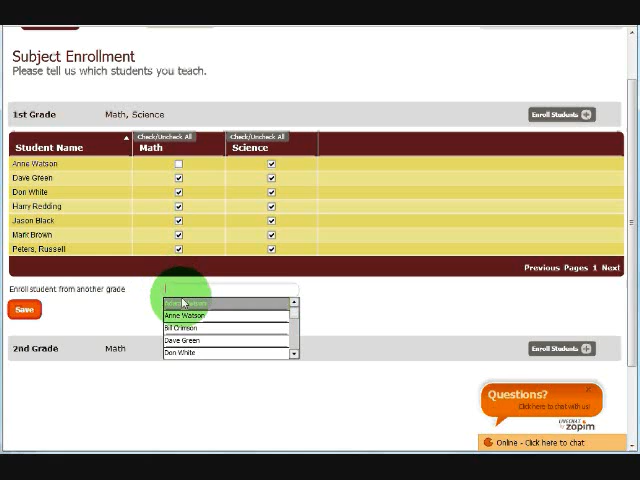 Subject Enrollment
Please tell us which students you teach.
1st Grade Math, Science Enroll Students
Check/Uncheck All Check/Uncheck All
Student Name Math Science
Anne Watson
Dave Green
Don White
Harry Redding
Jason Black
Mark Brown
Peters, Russell
Previous Pages 1 Next
Enroll student from another grade
Save
Anne Watson
Bill Crimson
Dave Green
Don White
2nd Grade Math Enroll Students
Questions?
Click here to chat with us!
LIVECHAT
by zopim
Online - Click here to chat